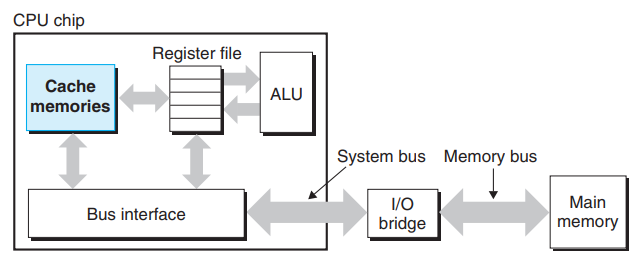 CPU chip
Register file
Cache
memories
ALU
System bus
Memory bus
Bus interface
I/O
bridge
Main
memory